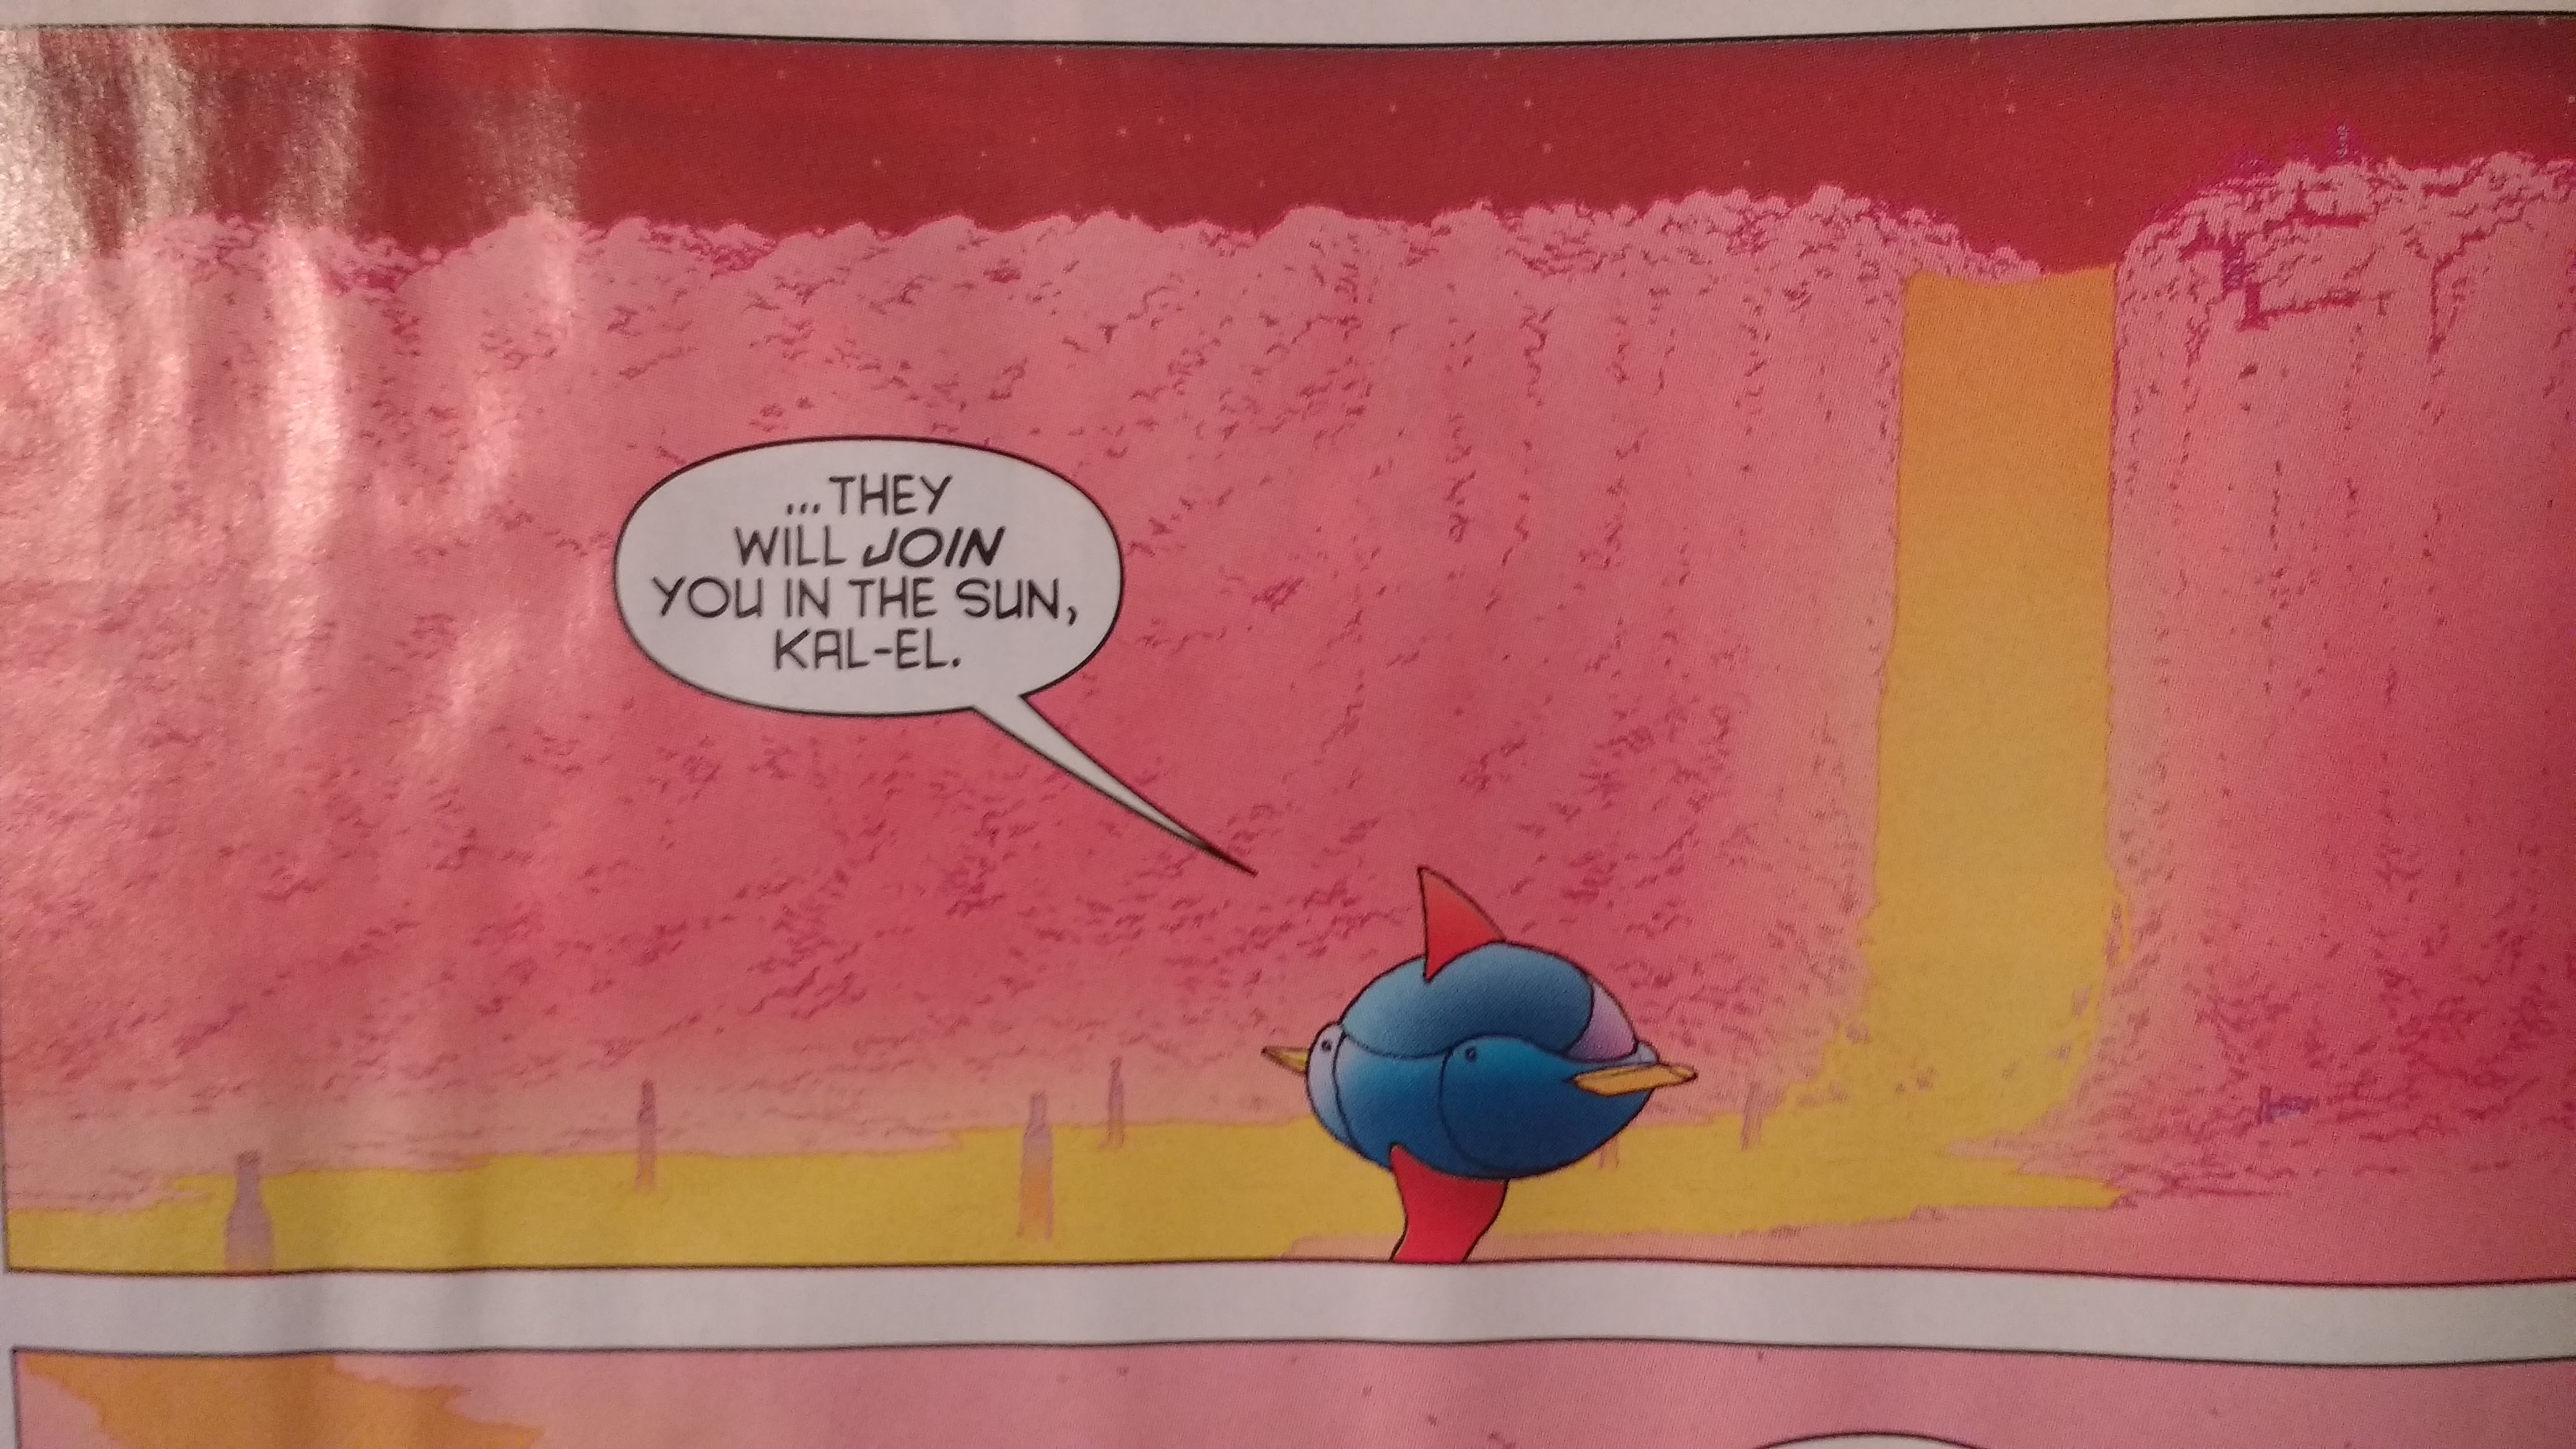 ...THEY
WILL JOIN
YOU IN THE SUN,
KAL-EL.